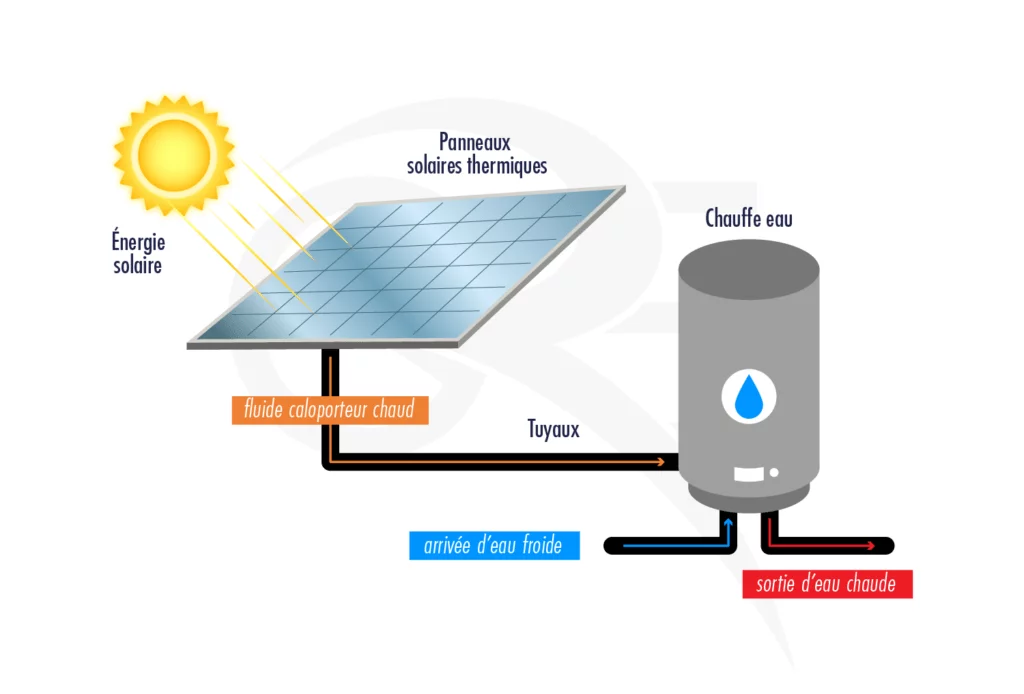 Panneaux
solaires thermiques
Énergie
solaire
Chauffe eau
fluide caloporteur chaud
Tuyaux
arrivée d'eau froide
sortie d'eau chaude